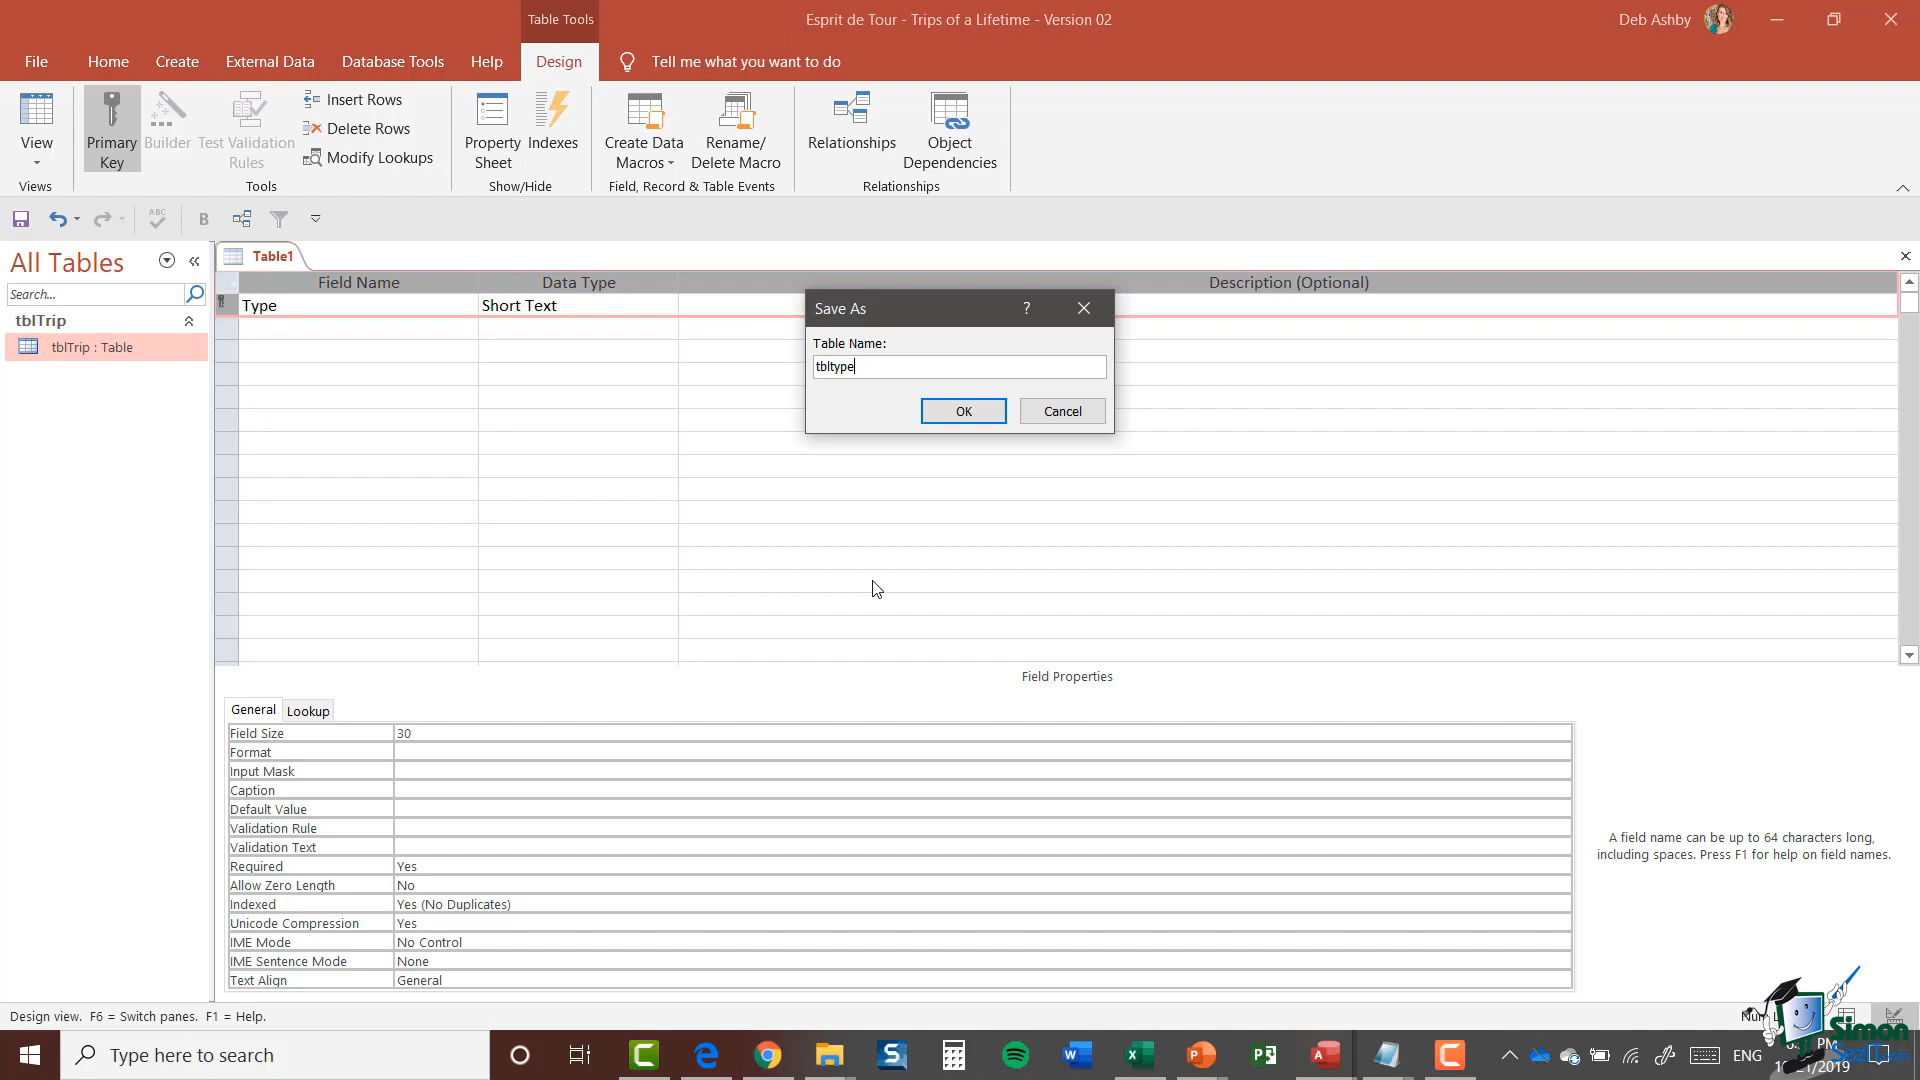 Table Tools
Esprit de Tour - Trips of a Lifetime - Version 02
Deb Ashby
File Home Create External Data Database Tools Help Design Tell me what you want to do
View
Primary Key
Builder
Test Validation Rules
Insert Rows
Delete Rows
Modify Lookups
Property Sheet
Indexes
Create Data Macros
Rename/ Delete Macro
Relationships
Object Dependencies
Views
Tools
Show/Hide
Field, Record & Table Events
Relationships
ABC B
All Tables
Search...
tblTrip
tblTrip : Table
Table1
Field Name Data Type Description (Optional)
Type Short Text
Save As ?
Table Name:
tbltype
OK Cancel
Field Properties
General Lookup
Field Size 30
Format
Input Mask
Caption
Default Value
Validation Rule
Validation Text
Required Yes
Allow Zero Length No
Indexed Yes (No Duplicates)
Unicode Compression Yes
IME Mode No Control
IME Sentence Mode None
Text Align General
A field name can be up to 64 characters long,
including spaces. Press F1 for help on field names.
Design view. F6 = Switch panes. F1 = Help.
Type here to search
ENG
Simon
SezIT.com